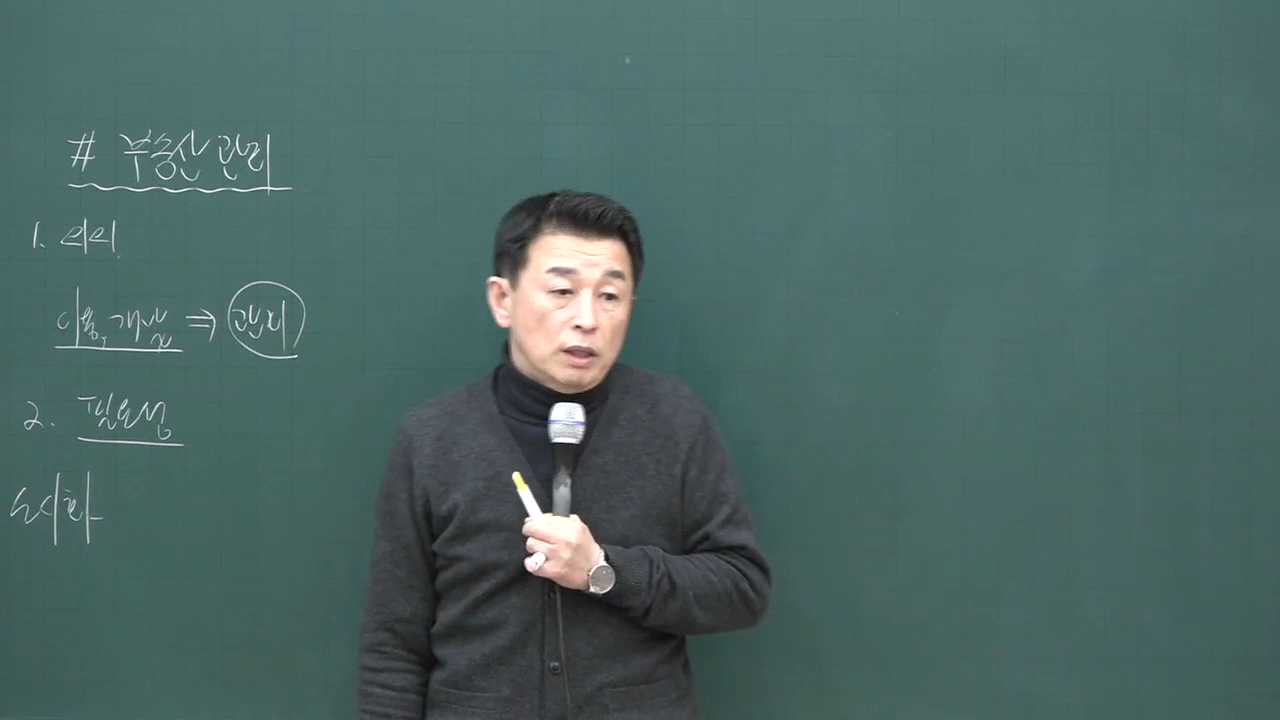 # 부동산관리
1. 의의
이용, 개발 ⇒ 관리
2. 필요성
도시화